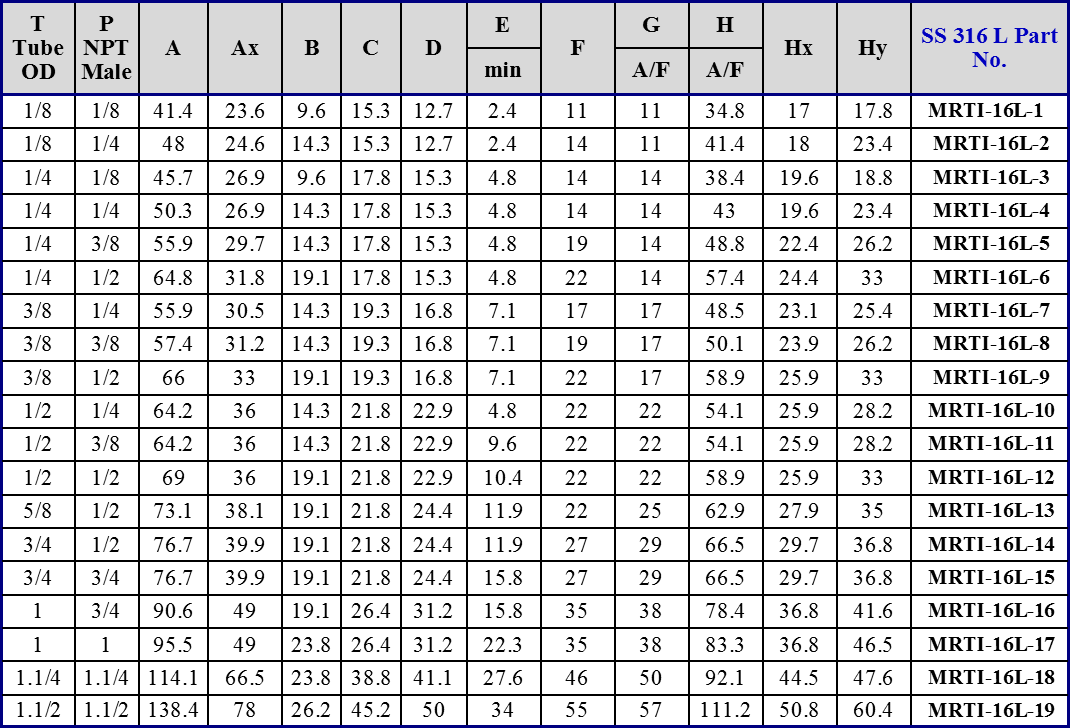 T Tube OD P NPT Male A Ax B C D E min F G A/F H A/F Hx Hy SS 316 L Part No.
1/8 1/8 41.4 23.6 9.6 15.3 12.7 2.4 11 11 34.8 17 17.8 MRTI-16L-1
1/8 1/4 48 24.6 14.3 15.3 12.7 2.4 14 11 41.4 18 23.4 MRTI-16L-2
1/4 1/8 45.7 26.9 9.6 17.8 15.3 4.8 14 14 38.4 19.6 18.8 MRTI-16L-3
1/4 1/4 50.3 26.9 14.3 17.8 15.3 4.8 14 14 43 19.6 23.4 MRTI-16L-4
1/4 3/8 55.9 29.7 14.3 17.8 15.3 4.8 19 14 48.8 22.4 26.2 MRTI-16L-5
1/4 1/2 64.8 31.8 19.1 17.8 15.3 4.8 22 14 57.4 24.4 33 MRTI-16L-6
3/8 1/4 55.9 30.5 14.3 19.3 16.8 7.1 17 17 48.5 23.1 25.4 MRTI-16L-7
3/8 3/8 57.4 31.2 14.3 19.3 16.8 7.1 19 17 50.1 23.9 26.2 MRTI-16L-8
3/8 1/2 66 33 19.1 19.3 16.8 7.1 22 17 58.9 25.9 33 MRTI-16L-9
1/2 1/4 64.2 36 14.3 21.8 22.9 4.8 22 22 54.1 25.9 28.2 MRTI-16L-10
1/2 3/8 64.2 36 14.3 21.8 22.9 9.6 22 22 54.1 25.9 28.2 MRTI-16L-11
1/2 1/2 69 36 19.1 21.8 22.9 10.4 22 22 58.9 25.9 33 MRTI-16L-12
5/8 1/2 73.1 38.1 19.1 21.8 24.4 11.9 22 25 62.9 27.9 35 MRTI-16L-13
3/4 1/2 76.7 39.9 19.1 21.8 24.4 11.9 27 29 66.5 29.7 36.8 MRTI-16L-14
3/4 3/4 76.7 39.9 19.1 21.8 24.4 15.8 27 29 66.5 29.7 36.8 MRTI-16L-15
1 3/4 90.6 49 19.1 26.4 31.2 15.8 35 38 78.4 36.8 41.6 MRTI-16L-16
1 1 95.5 49 23.8 26.4 31.2 22.3 35 38 83.3 36.8 46.5 MRTI-16L-17
1.1/4 1.1/4 114.1 66.5 23.8 38.8 41.1 27.6 46 50 92.1 44.5 47.6 MRTI-16L-18
1.1/2 1.1/2 138.4 78 26.2 45.2 50 34 55 57 111.2 50.8 60.4 MRTI-16L-19